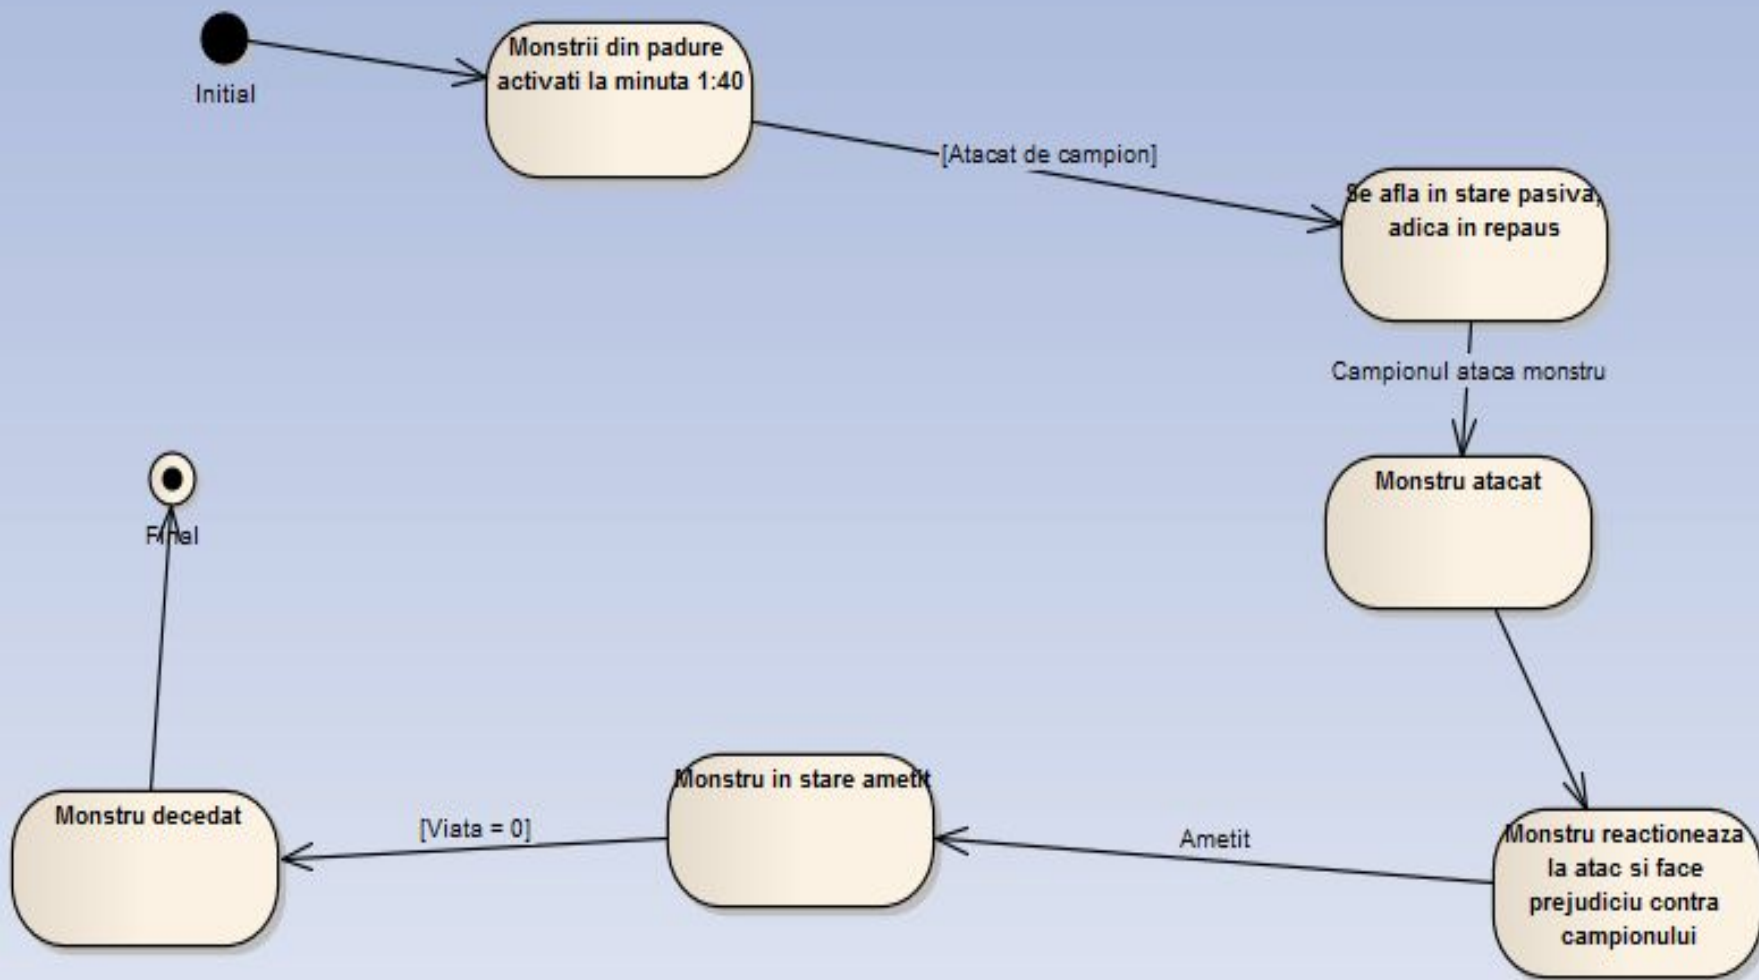 Initial
Monstrii din padure
activati la minuta 1:40
[Atacat de campion]
Se afla in stare pasiva,
adica in repaus
Campionul ataca monstru
Monstru atacat
Monstru reactioneaza
la atac si face
prejudiciu contra
campionului
Ametit
Monstru in stare ametit
[Viata = 0]
Monstru decedat
Final